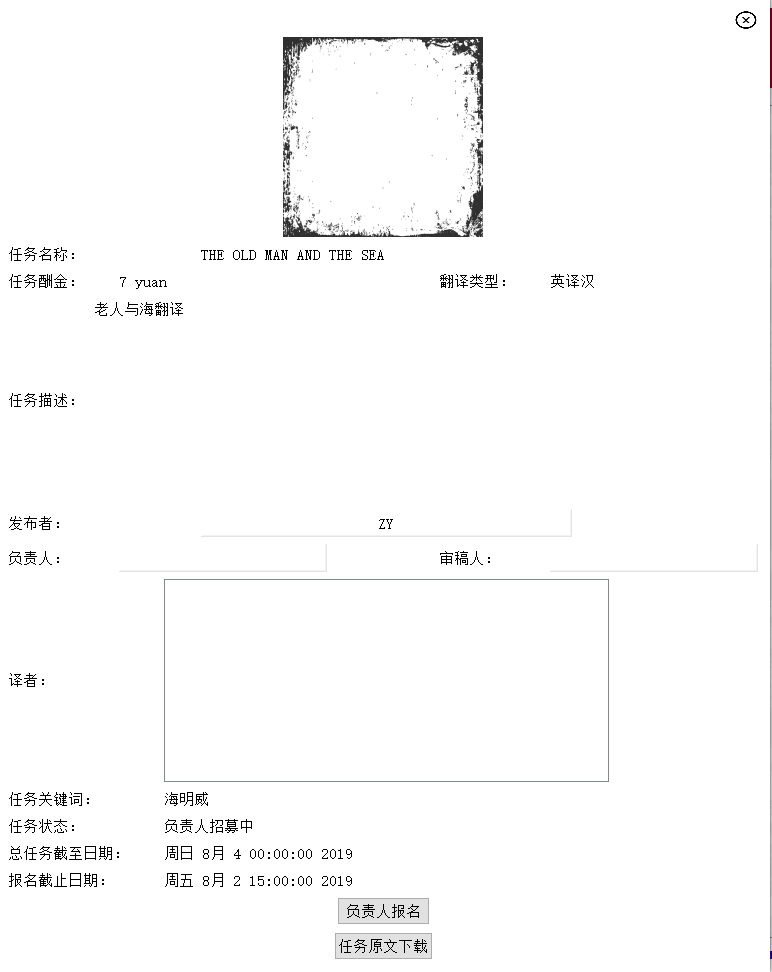 任务名称： THE OLD MAN AND THE SEA
任务酬金： 7 yuan 翻译类型： 英译汉
老人与海翻译
任务描述：
发布者： ZY
负责人： 审稿人：
译者：
任务关键词： 海明威
任务状态： 负责人招募中
总任务截至日期： 周日 8月 4 00:00:00 2019
报名截止日期： 周五 8月 2 15:00:00 2019
负责人报名
任务原文下载